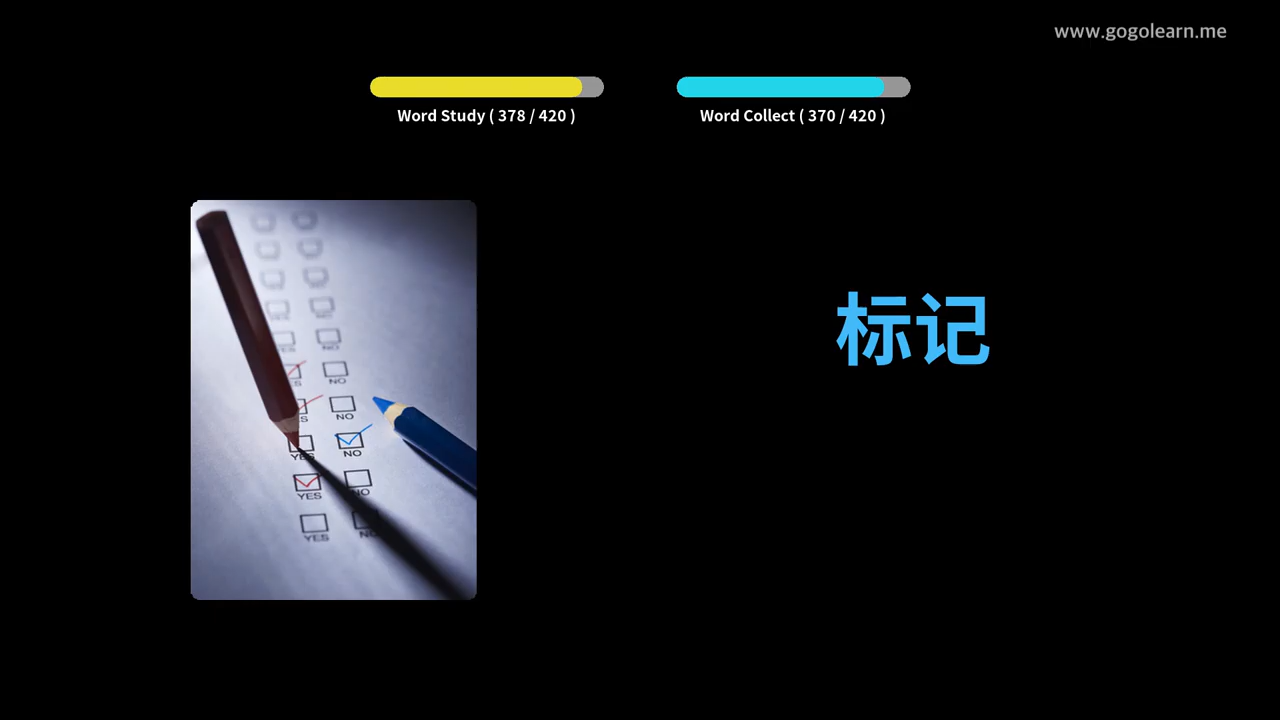 www.gogolearn.me
Word Study ( 378 / 420 )
Word Collect ( 370 / 420 )
标记
NO
NO
NO
YES
NO
YES
NO
YES